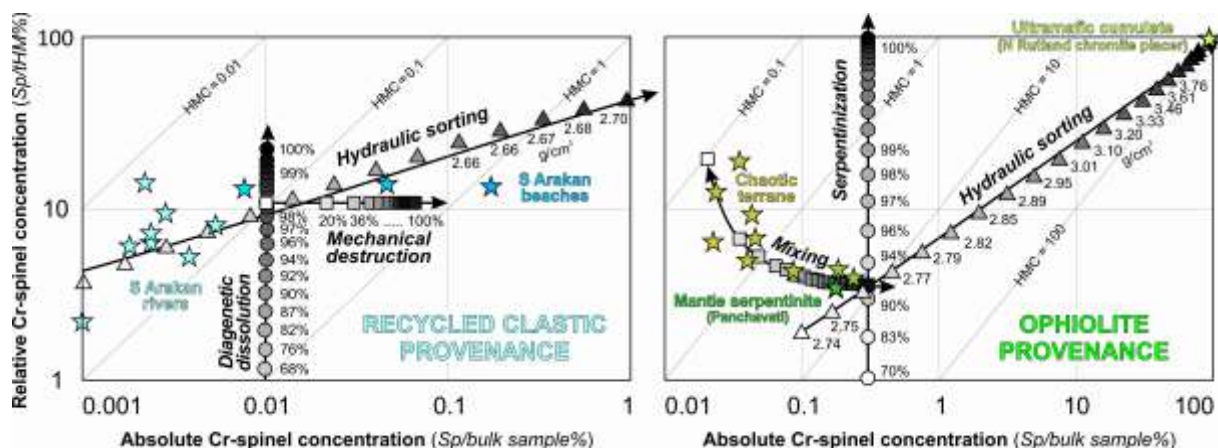 Relative Cr-spinel concentration (Sp/tHM%)
100
10
1
HMC = 0.01
HMC = 0.1
HMC = 1
Hydraulic sorting
2.70
2.68
2.67
2.66
2.66
g/cm³
100%
99%
98%
97%
96%
94%
92%
90%
87%
82%
76%
68%
20% 36% ..... 100%
Mechanical
destruction
S Arakan
beaches
S Arakan
rivers
Diagenetic
dissolution
RECYCLED CLASTIC
PROVENANCE
0.001
0.01
0.1
1
Absolute Cr-spinel concentration (Sp/bulk sample%)
Ultramafic cumulate
(N Rutland chromite placer)
HMC = 0.1
HMC = 1
HMC = 10
HMC = 100
Serpentinization
100%
99%
98%
97%
96%
94%
90%
83%
70%
Hydraulic sorting
3.76
3.61
3.46
3.33
3.20
3.10
g/cm³
3.01
2.95
2.89
2.85
2.82
2.79
2.77
2.75
2.74
Chaotic
terrane
Mixing
Mantle serpentinite
(Panchavati)
OPHIOLITE
PROVENANCE
0.01
0.1
1
10
100
Absolute Cr-spinel concentration (Sp/bulk sample%)